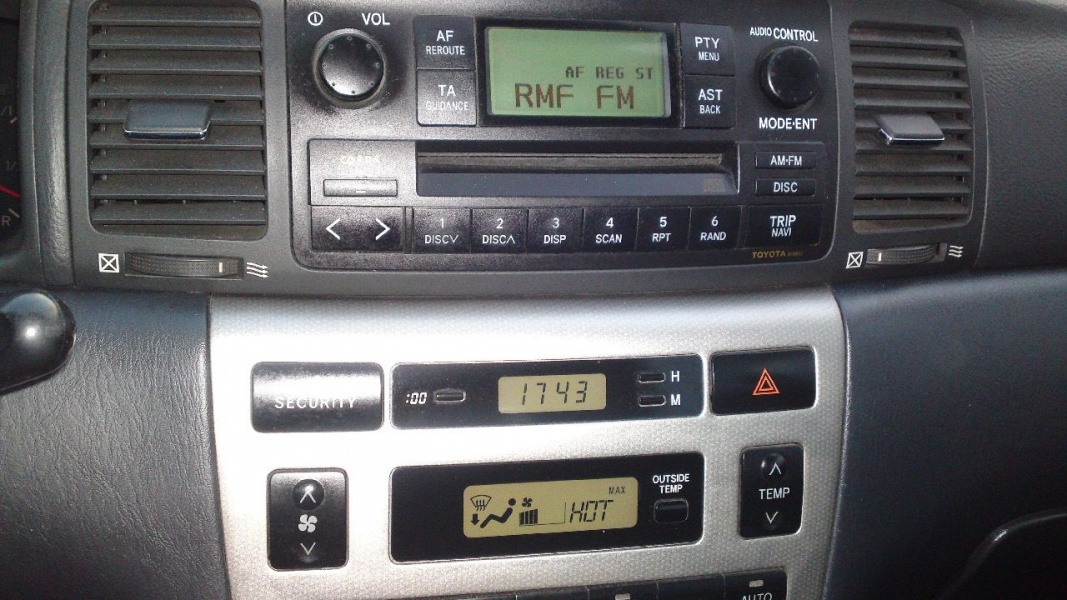 VOL
AF
REROUTE
TA
GUIDANCE
AF REG ST
RMF FM
PTY
MENU
AST
BACK
AUDIO CONTROL
MODE·ENT
AM·FM
DISC
1
DISC∨
2
DISC∧
3
DISP
4
SCAN
5
RPT
6
RAND
TRIP
NAVI
TOYOTA
R
SECURITY
:00
1743
H
M
MAX
HOT
OUTSIDE
TEMP
TEMP
AUTO